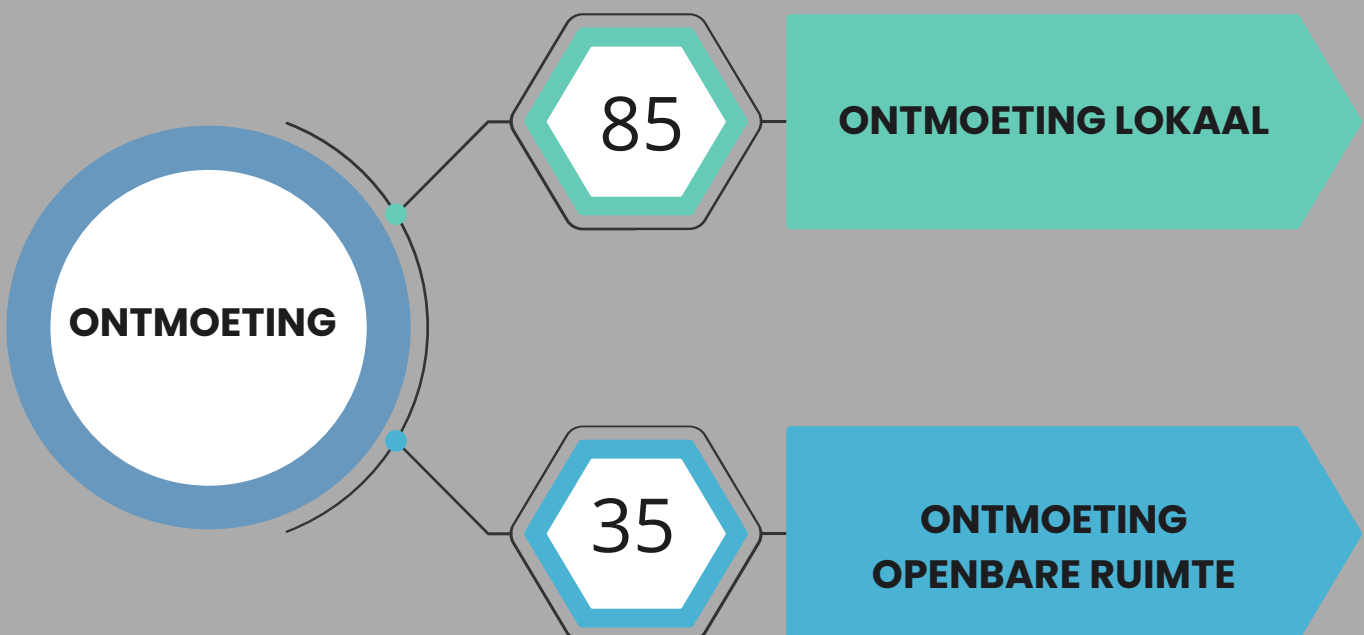 85
ONTMOETING LOKAAL
ONTMOETING
35
ONTMOETING
OPENBARE RUIMTE